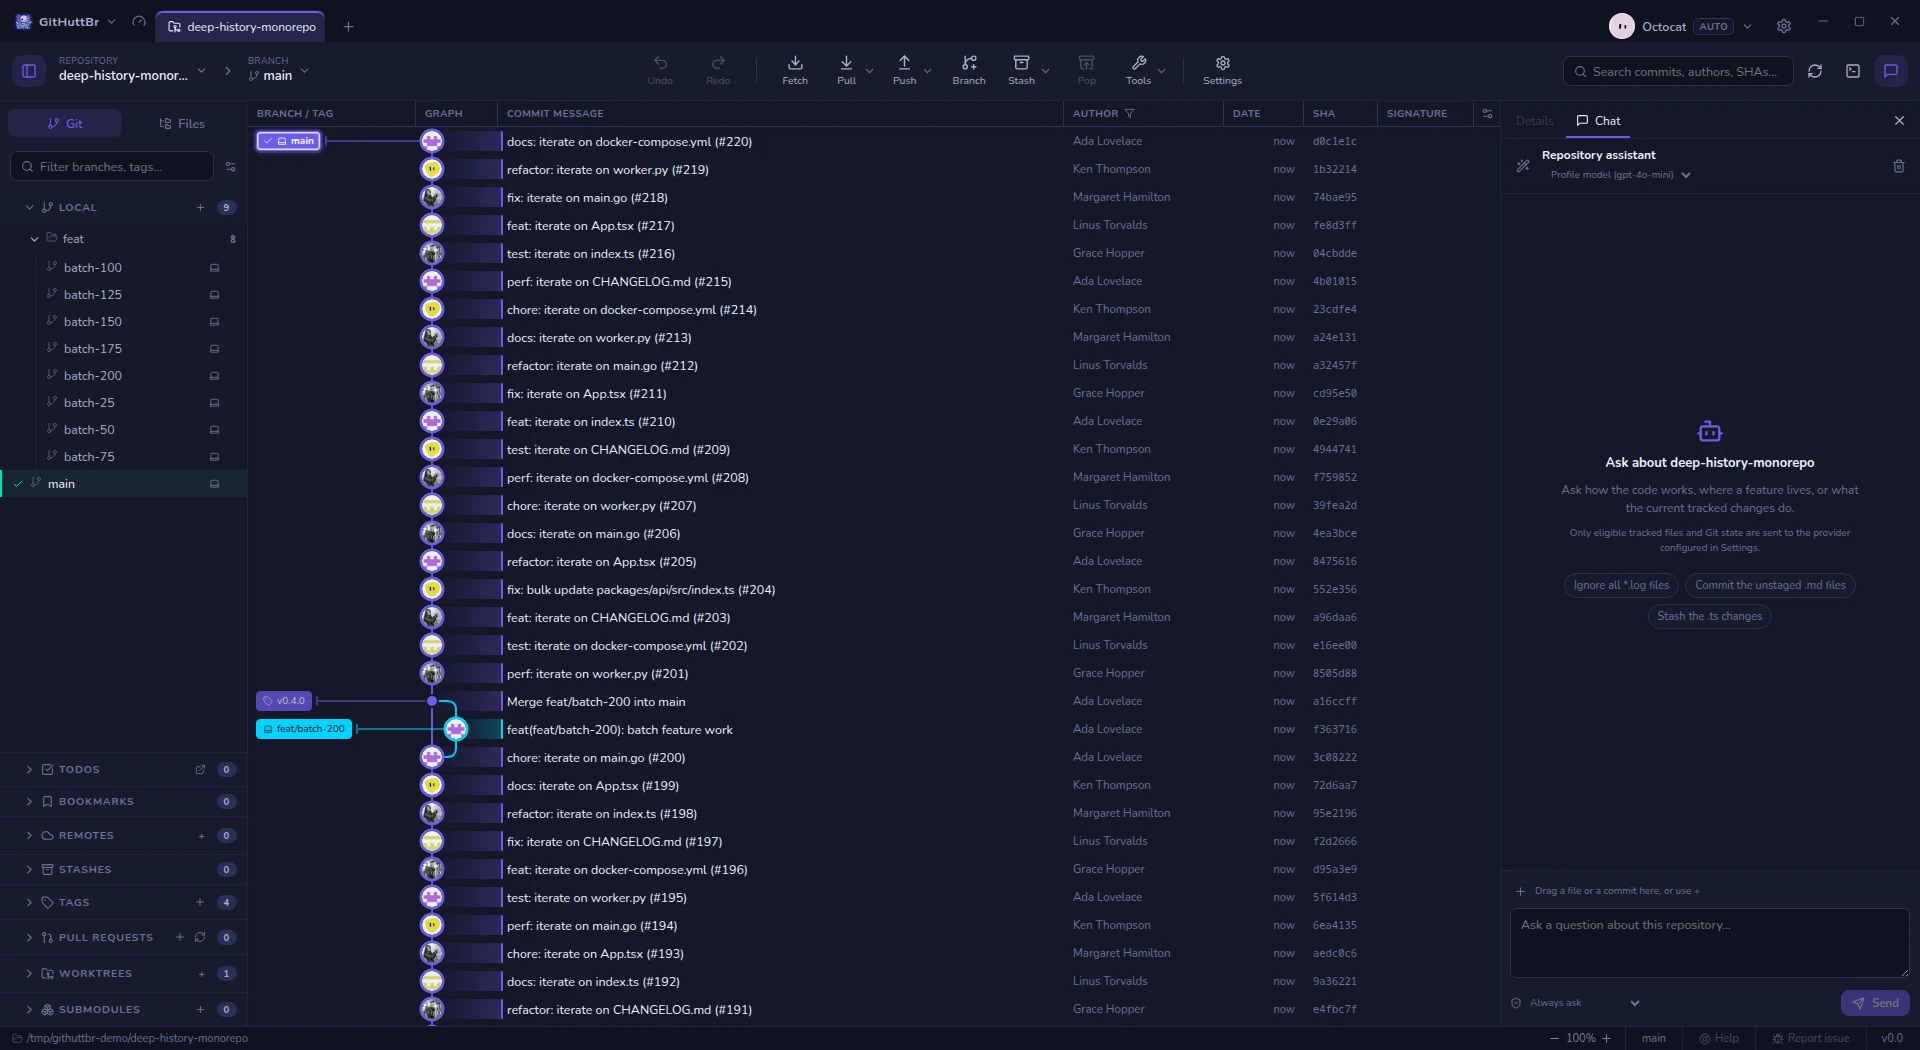 GitHuttBr
deep-history-monorepo
Octocat AUTO
REPOSITORY
deep-history-monor...
BRANCH
main
Undo
Redo
Fetch
Pull
Push
Branch
Stash
Pop
Tools
Settings
Search commits, authors, SHAs...
Git
Files
Filter branches, tags...
LOCAL 9
feat 8
batch-100
batch-125
batch-150
batch-175
batch-200
batch-25
batch-50
batch-75
main
TODOS 0
BOOKMARKS 0
REMOTES 0
STASHES 0
TAGS 4
PULL REQUESTS 0
WORKTREES 1
SUBMODULES 0
BRANCH / TAG GRAPH COMMIT MESSAGE AUTHOR DATE SHA SIGNATURE
main docs: iterate on docker-compose.yml (#220) Ada Lovelace now d0c1e1c
refactor: iterate on worker.py (#219) Ken Thompson now 1b32214
fix: iterate on main.go (#218) Margaret Hamilton now 74bae95
feat: iterate on App.tsx (#217) Linus Torvalds now fe8d3ff
test: iterate on index.ts (#216) Grace Hopper now 04cbdde
perf: iterate on CHANGELOG.md (#215) Ada Lovelace now 4b01015
chore: iterate on docker-compose.yml (#214) Ken Thompson now 23cdfe4
docs: iterate on worker.py (#213) Margaret Hamilton now a24e131
refactor: iterate on main.go (#212) Linus Torvalds now a32457f
fix: iterate on App.tsx (#211) Grace Hopper now cd95e50
feat: iterate on index.ts (#210) Ada Lovelace now 0e29a06
test: iterate on CHANGELOG.md (#209) Ken Thompson now 4944741
perf: iterate on docker-compose.yml (#208) Margaret Hamilton now f759852
chore: iterate on worker.py (#207) Linus Torvalds now 39fea2d
docs: iterate on main.go (#206) Grace Hopper now 4ea3bce
refactor: iterate on App.tsx (#205) Ada Lovelace now 8475616
fix: bulk update packages/api/src/index.ts (#204) Ken Thompson now 552e356
feat: iterate on CHANGELOG.md (#203) Margaret Hamilton now a96daa6
test: iterate on docker-compose.yml (#202) Linus Torvalds now e16ee00
perf: iterate on worker.py (#201) Grace Hopper now 8505d88
v0.4.0 Merge feat/batch-200 into main Ada Lovelace now a16ccff
feat/batch-200 feat(feat/batch-200): batch feature work Ada Lovelace now f363716
chore: iterate on main.go (#200) Ada Lovelace now 3c08222
docs: iterate on App.tsx (#199) Ken Thompson now 72d6aa7
refactor: iterate on index.ts (#198) Margaret Hamilton now 95e2196
fix: iterate on CHANGELOG.md (#197) Linus Torvalds now f2d2666
feat: iterate on docker-compose.yml (#196) Grace Hopper now d95a3e9
test: iterate on worker.py (#195) Ada Lovelace now 5f614d3
perf: iterate on main.go (#194) Ken Thompson now 6ea4135
chore: iterate on App.tsx (#193) Margaret Hamilton now aedc0c6
docs: iterate on index.ts (#192) Linus Torvalds now 9a36221
refactor: iterate on CHANGELOG.md (#191) Grace Hopper now e4fbc7f
Details
Chat
Repository assistant
Profile model (gpt-4o-mini)
Ask about deep-history-monorepo
Ask how the code works, where a feature lives, or what
the current tracked changes do.
Only eligible tracked files and Git state are sent to the provider
configured in Settings.
Ignore all *.log files
Commit the unstaged .md files
Stash the .ts changes
Drag a file or a commit here, or use +
Ask a question about this repository...
Always ask
Send
/tmp/githuttbr-demo/deep-history-monorepo
100%
main
Help
Report issue
v0.0